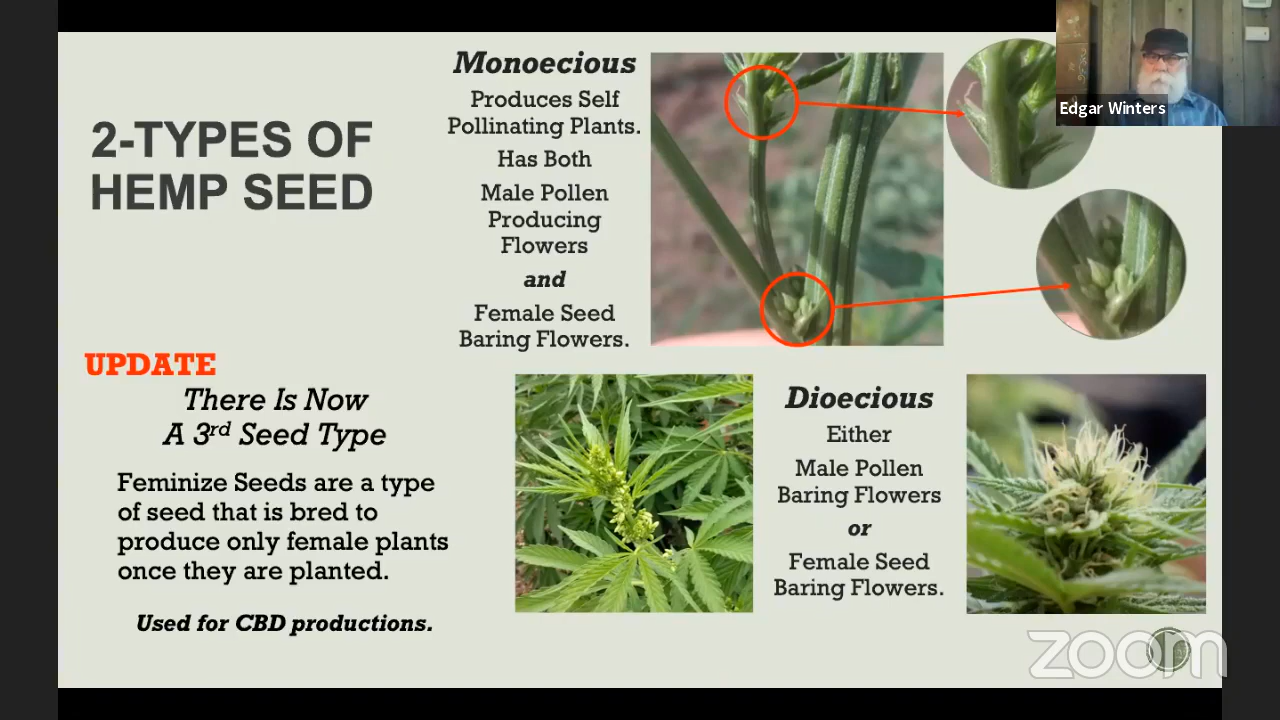 Edgar Winters
2-TYPES OF
HEMP SEED
Monoecious
Produces Self
Pollinating Plants.
Has Both
Male Pollen
Producing
Flowers
and
Female Seed
Baring Flowers.
UPDATE
There Is Now
A 3rd Seed Type
Feminize Seeds are a type
of seed that is bred to
produce only female plants
once they are planted.
Used for CBD productions.
Dioecious
Either
Male Pollen
Baring Flowers
or
Female Seed
Baring Flowers.
zoom